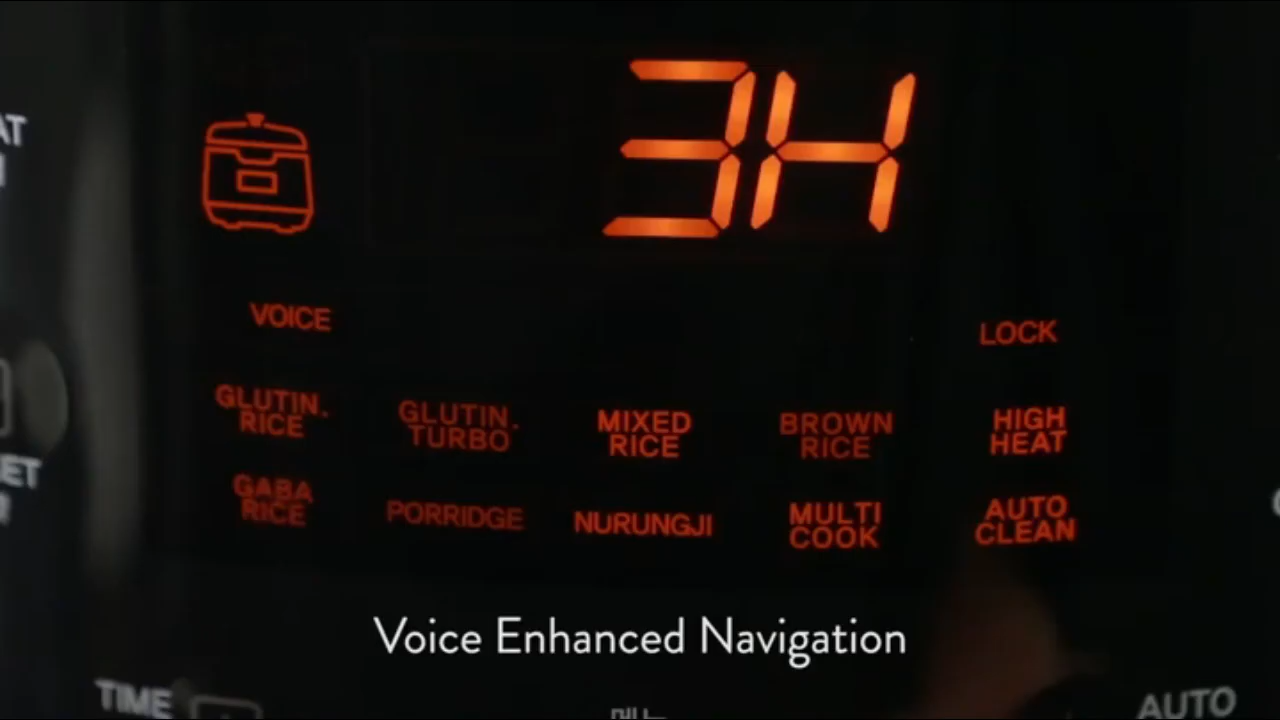 3H
VOICE
LOCK
GLUTIN.
RICE
GLUTIN.
TURBO
MIXED
RICE
BROWN
RICE
HIGH
HEAT
GABA
RICE
PORRIDGE
NURUNGJI
MULTI
COOK
AUTO
CLEAN
Voice Enhanced Navigation
TIME
AUTO